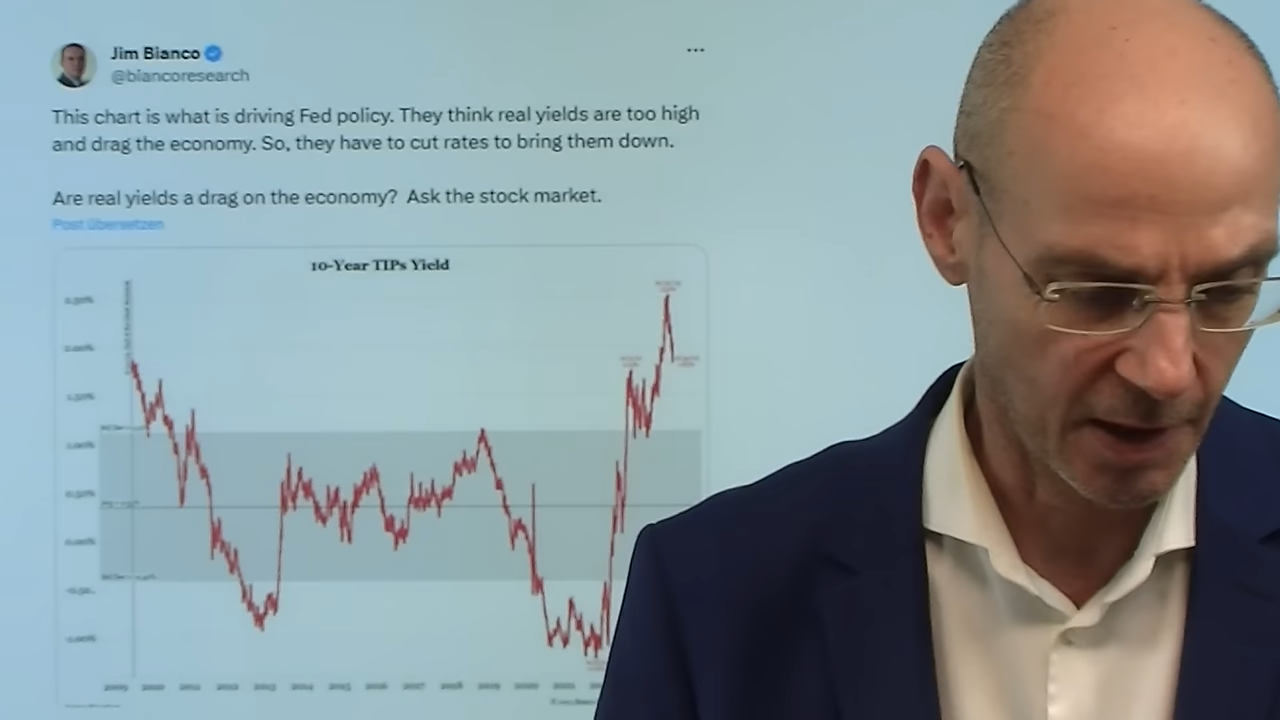 Jim Bianco
@biancoresearch
This chart is what is driving Fed policy. They think real yields are too high
and drag the economy. So, they have to cut rates to bring them down.
Are real yields a drag on the economy? Ask the stock market.
Post übersetzen
10-Year TIPs Yield
2009 2010 2011 2012 2013 2014 2015 2016 2017 2018 2019 2020 2021